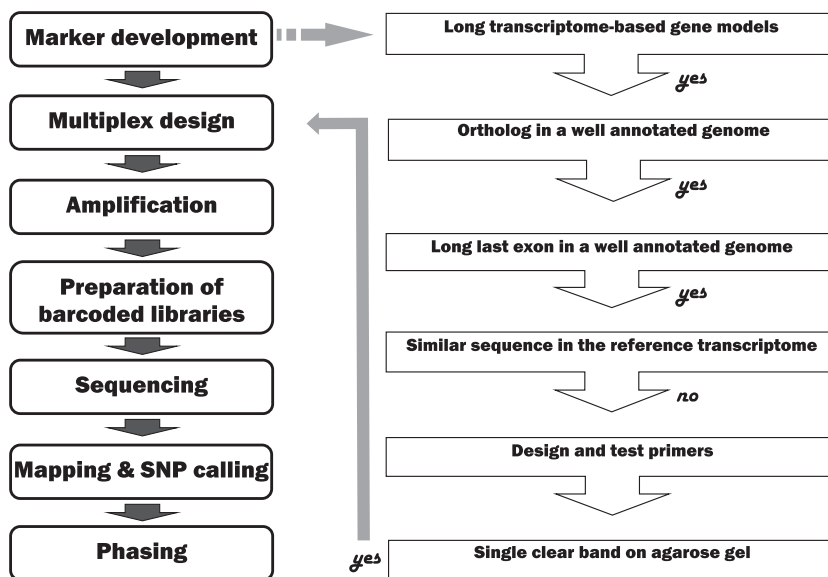 Marker development
Multiplex design
Amplification
Preparation of
barcoded libraries
Sequencing
Mapping & SNP calling
Phasing
Long transcriptome-based gene models
yes
Ortholog in a well annotated genome
yes
Long last exon in a well annotated genome
yes
Similar sequence in the reference transcriptome
no
Design and test primers
Single clear band on agarose gel
yes